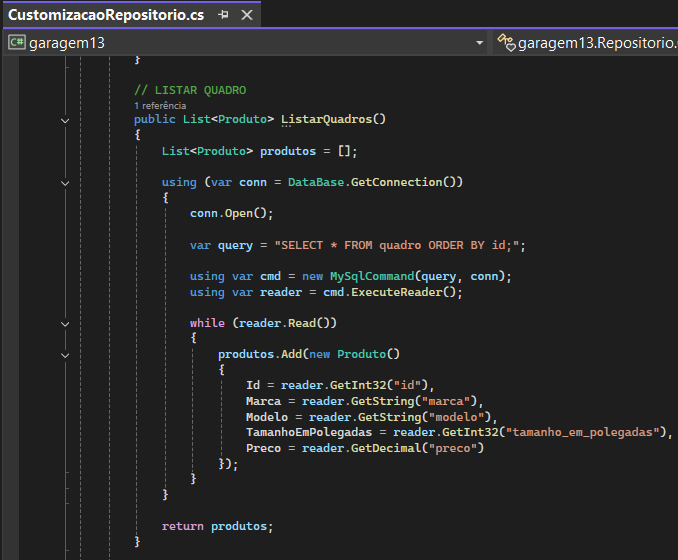 CustomizacaoRepositorio.cs
C# garagem13
garagem13.Repositorio.
}
// LISTAR QUADRO
1 referência
public List<Produto> ListarQuadros()
{
List<Produto> produtos = [];
using (var conn = DataBase.GetConnection())
{
conn.Open();
var query = "SELECT * FROM quadro ORDER BY id;";
using var cmd = new MySqlCommand(query, conn);
using var reader = cmd.ExecuteReader();
while (reader.Read())
{
produtos.Add(new Produto()
{
Id = reader.GetInt32("id"),
Marca = reader.GetString("marca"),
Modelo = reader.GetString("modelo"),
TamanhoEmPolegadas = reader.GetInt32("tamanho_em_polegadas"),
Preco = reader.GetDecimal("preco")
});
}
}
return produtos;
}